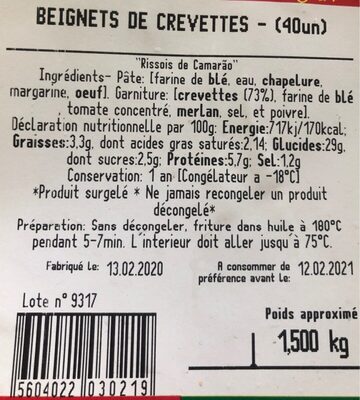 BEIGNETS DE CREVETTES - (40un)
"Rissois de Camarão"
Ingrédients- Pâte: [farine de blé, eau, chapelure,
margarine, oeuf]. Garniture: [crevettes (73%), farine de blé
, tomate concentré, merlan, sel, et poivre].
Déclaration nutritionnelle par 100g: Energie:717kj/170kcal;
Graisses:3,3g, dont acides gras saturés:2,14; Glucides:29g,
dont sucres:2,5g; Protéines:5,7g; Sel:1,2g
Conservation: 1 an [Congélateur a -18°C]
*Produit surgelé * Ne jamais recongeler un produit
décongelé*
Préparation: Sans décongeler, friture dans huile à 180°C
pendant 5-7min. L'interieur doit aller jusqu'à 75°C.
Fabriqué le: 13.02.2020
A consommer de
préférence avant le: 12.02.2021
Lote n° 9317
Poids approximé
1,500 kg
5604022 030219